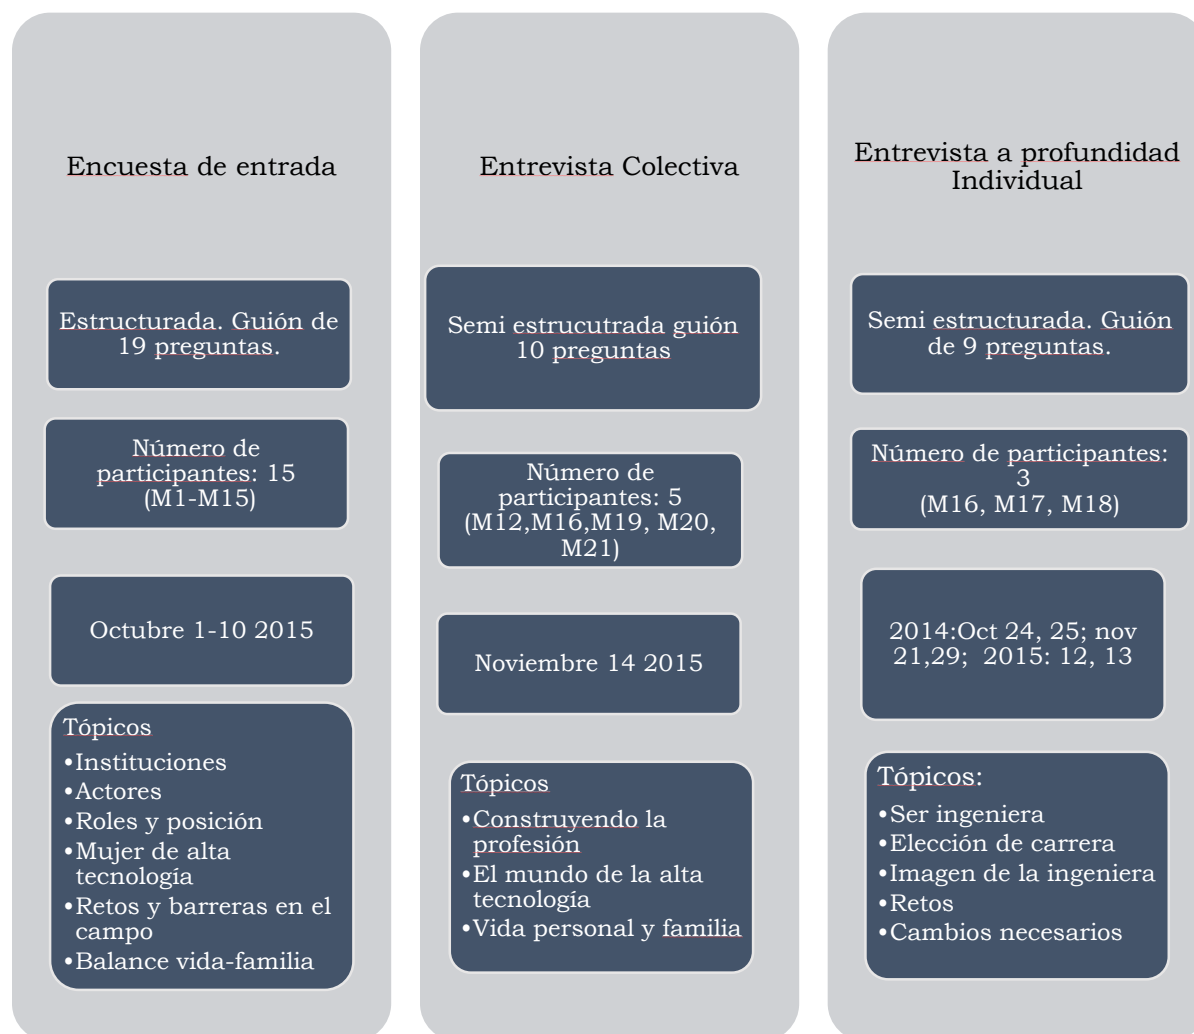 Encuesta de entrada
Estructurada. Guión de
19 preguntas.
Número de
participantes: 15
(M1-M15)
Octubre 1-10 2015
Tópicos
•Instituciones
•Actores
•Roles y posición
•Mujer de alta
tecnología
•Retos y barreras en el
campo
•Balance vida-familia
Entrevista Colectiva
Semi estrucutrada guión
10 preguntas
Número de
participantes: 5
(M12,M16,M19, M20,
M21)
Noviembre 14 2015
Tópicos
•Construyendo la
profesión
•El mundo de la alta
tecnología
•Vida personal y familia
Entrevista a profundidad
Individual
Semi estructurada. Guión
de 9 preguntas.
Número de participantes:
3
(M16, M17, M18)
2014:Oct 24, 25; nov
21,29;  2015: 12, 13
Tópicos:
•Ser ingeniera
•Elección de carrera
•Imagen de la ingeniera
•Retos
•Cambios necesarios